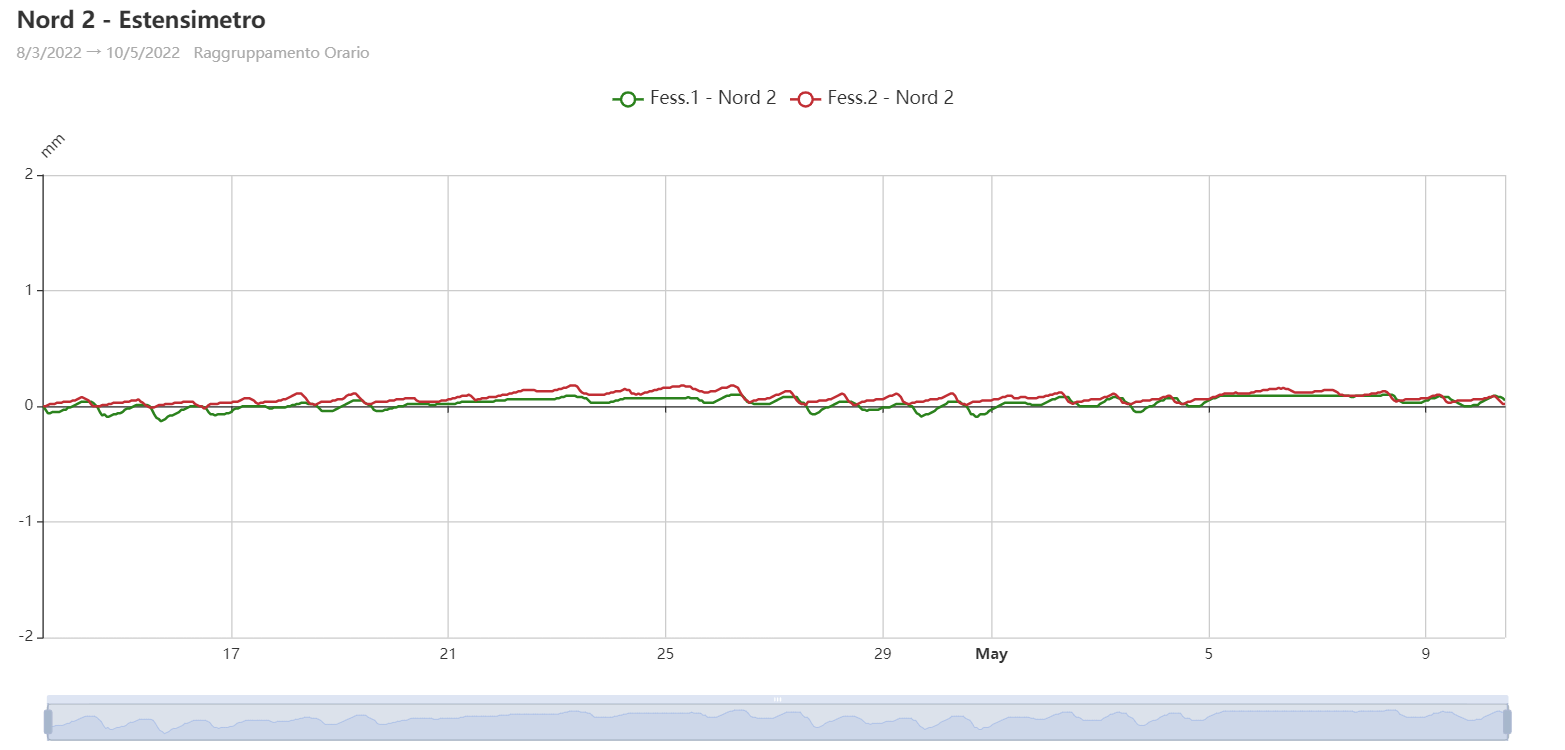 Nord 2 - Estensimetro
8/3/2022 → 10/5/2022 Raggruppamento Orario
Fess.1 - Nord 2 Fess.2 - Nord 2
mm
2
1
0
-1
-2
17 21 25 29 May 5 9